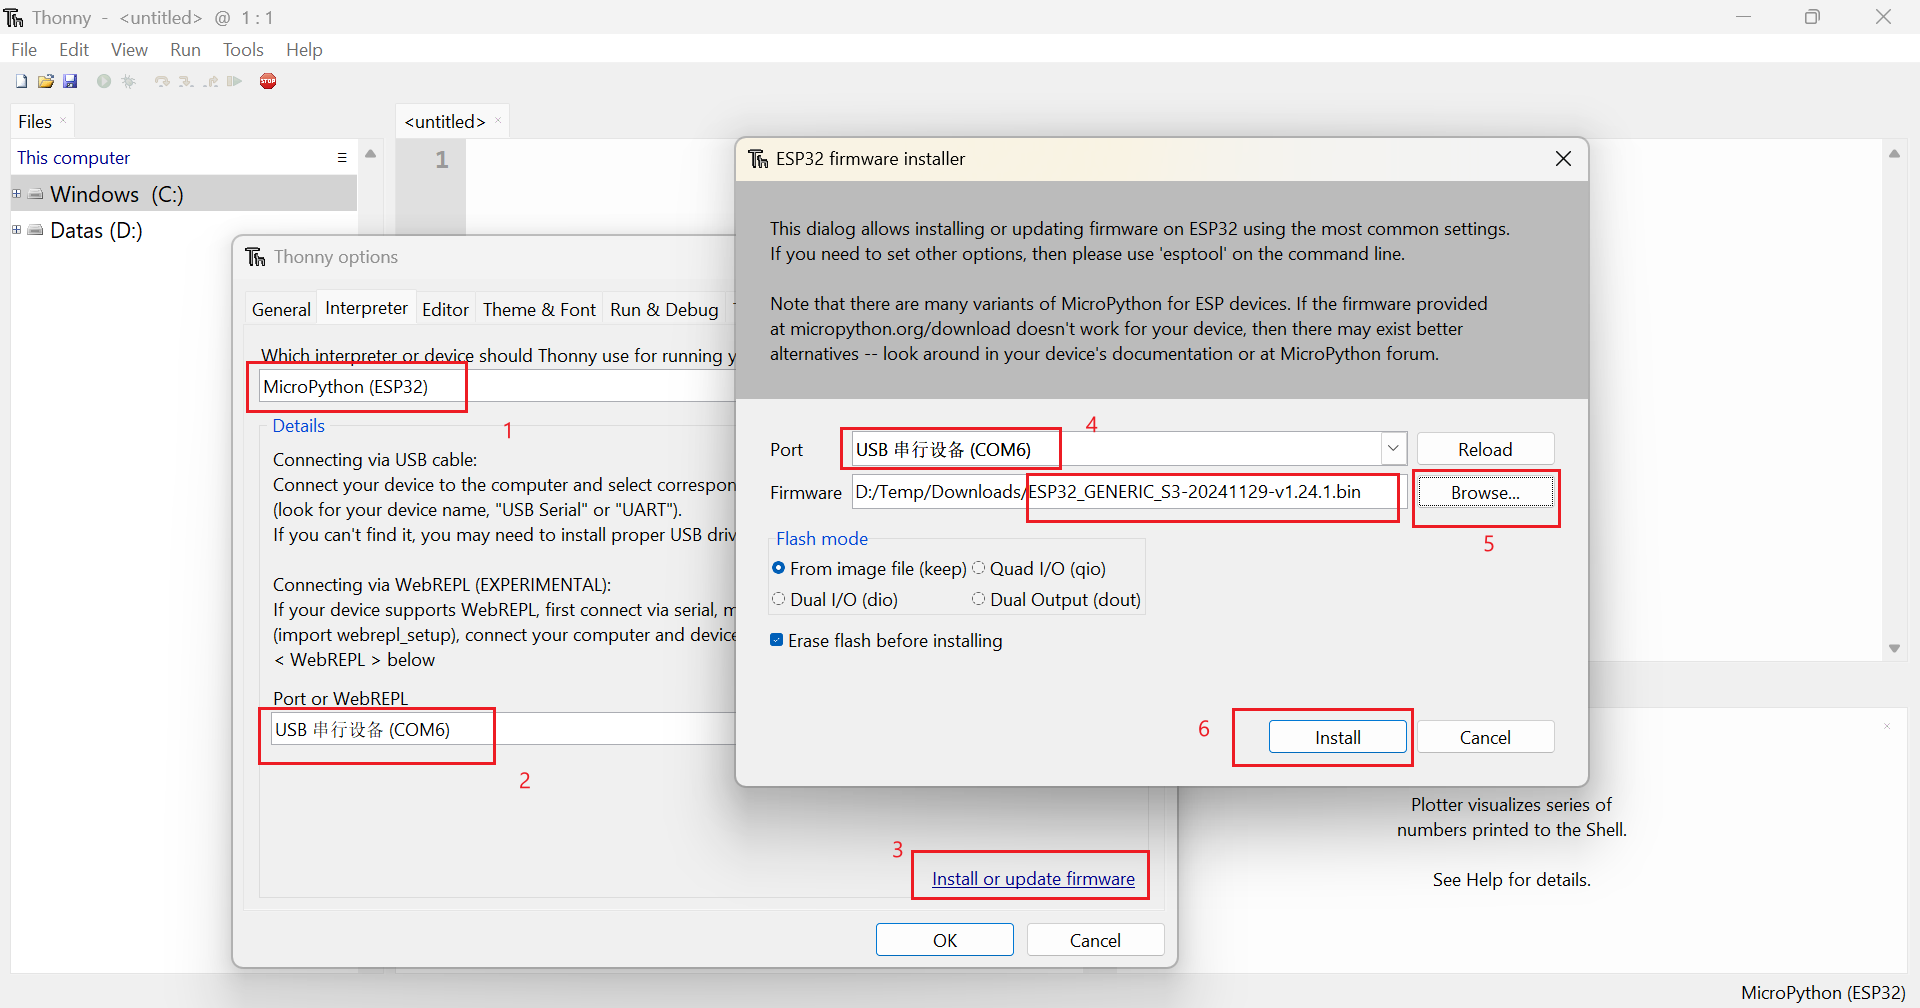 Thonny - <untitled> @ 1 : 1
File Edit View Run Tools Help
STOP
Files ×
<untitled> ×
This computer
Windows (C:)
Datas (D:)
1
Thonny options
General Interpreter Editor Theme & Font Run & Debug
Which interpreter or device should Thonny use for running y
MicroPython (ESP32)
1
Details
Connecting via USB cable:
Connect your device to the computer and select correspon
(look for your device name, "USB Serial" or "UART").
If you can't find it, you may need to install proper USB driv
Connecting via WebREPL (EXPERIMENTAL):
If your device supports WebREPL, first connect via serial, m
(import webrepl_setup), connect your computer and device
< WebREPL > below
Port or WebREPL
USB 串行设备 (COM6)
2
3
Install or update firmware
OK Cancel
ESP32 firmware installer
This dialog allows installing or updating firmware on ESP32 using the most common settings.
If you need to set other options, then please use 'esptool' on the command line.
Note that there are many variants of MicroPython for ESP devices. If the firmware provided
at micropython.org/download doesn't work for your device, then there may exist better
alternatives -- look around in your device's documentation or at MicroPython forum.
4
Port USB 串行设备 (COM6) Reload
Firmware D:/Temp/Downloads/ESP32_GENERIC_S3-20241129-v1.24.1.bin Browse...
5
Flash mode
From image file (keep) Quad I/O (qio)
Dual I/O (dio) Dual Output (dout)
Erase flash before installing
6
Install Cancel
Plotter visualizes series of
numbers printed to the Shell.
See Help for details.
MicroPython (ESP32)